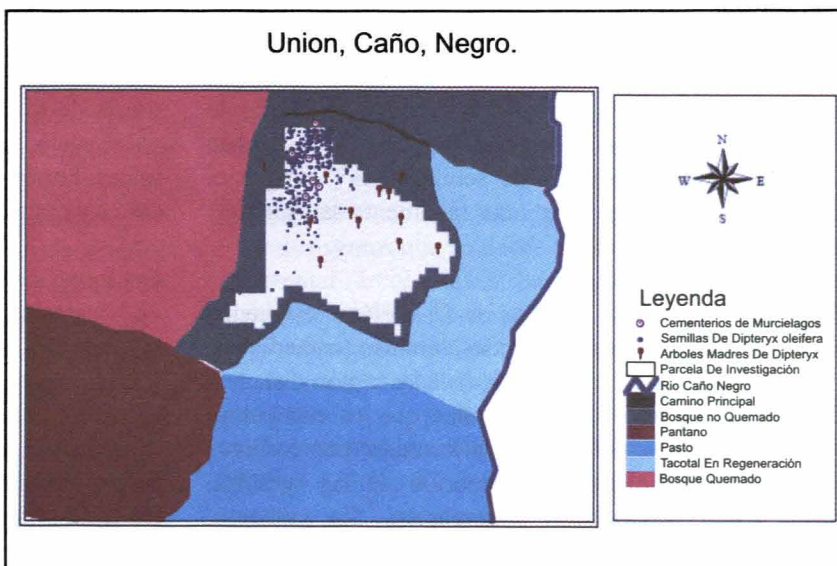 Union, Caño, Negro.
N
W E
S
Leyenda
Cementerios de Murcielagos
Semillas De Dipteryx oleifera
Arboles Madres De Dipteryx
Parcela De Investigación
Rio Caño Negro
Camino Principal
Bosque no Quemado
Pantano
Pasto
Tacotal En Regeneración
Bosque Quemado